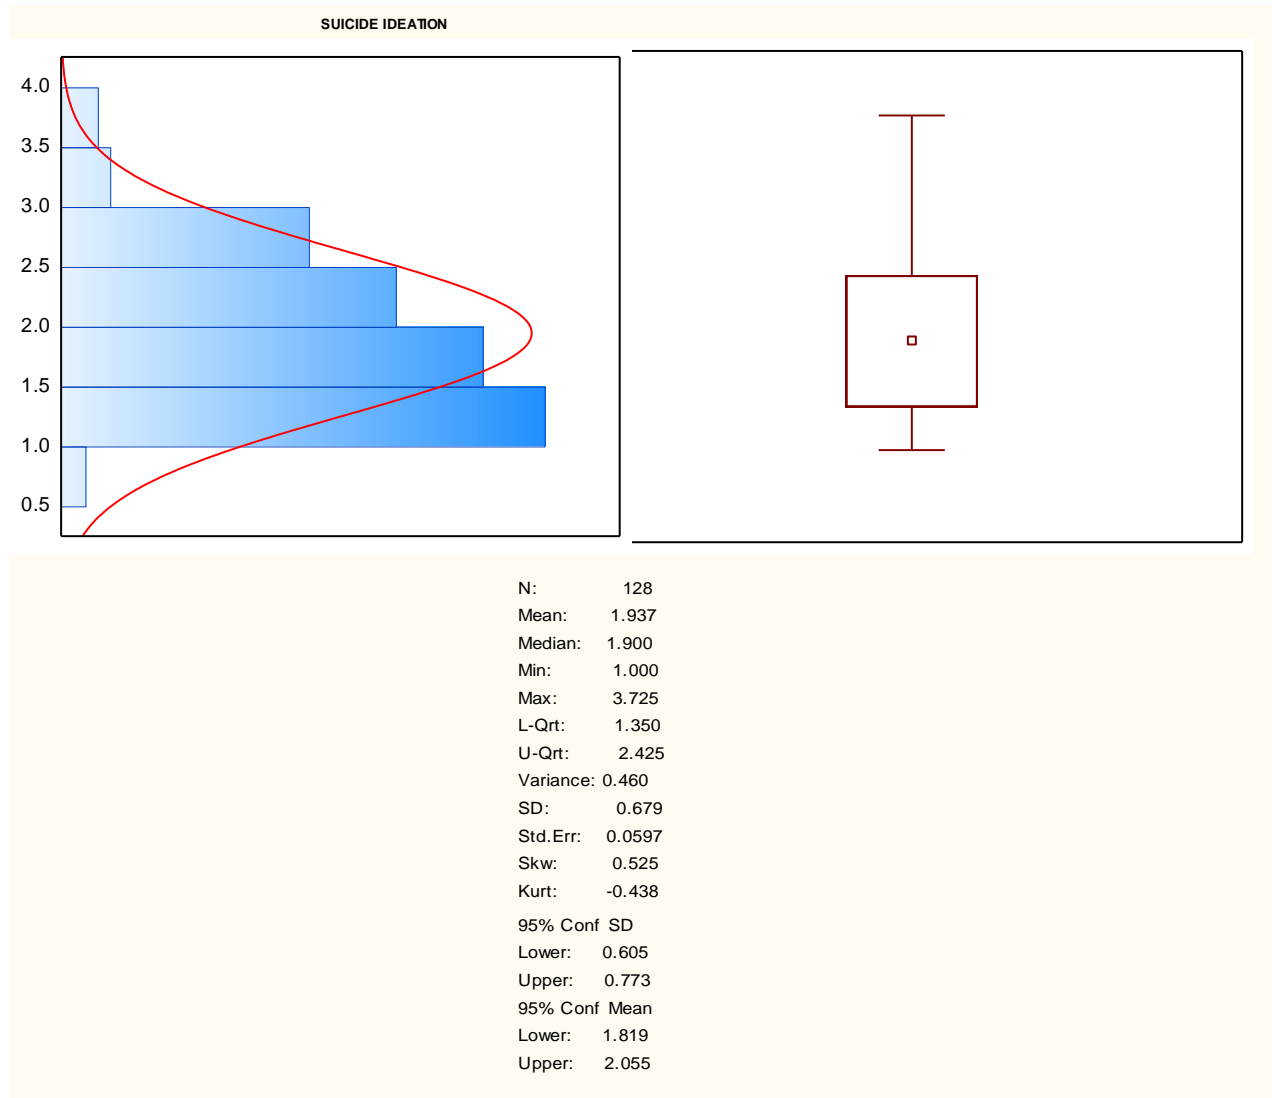 SUICIDE IDEATION
4.0
3.5
3.0
2.5
2.0
1.5
1.0
0.5
N: 128
Mean: 1.937
Median: 1.900
Min: 1.000
Max: 3.725
L-Qrt: 1.350
U-Qrt: 2.425
Variance: 0.460
SD: 0.679
Std.Err: 0.0597
Skw: 0.525
Kurt: -0.438
95% Conf SD
Lower: 0.605
Upper: 0.773
95% Conf Mean
Lower: 1.819
Upper: 2.055